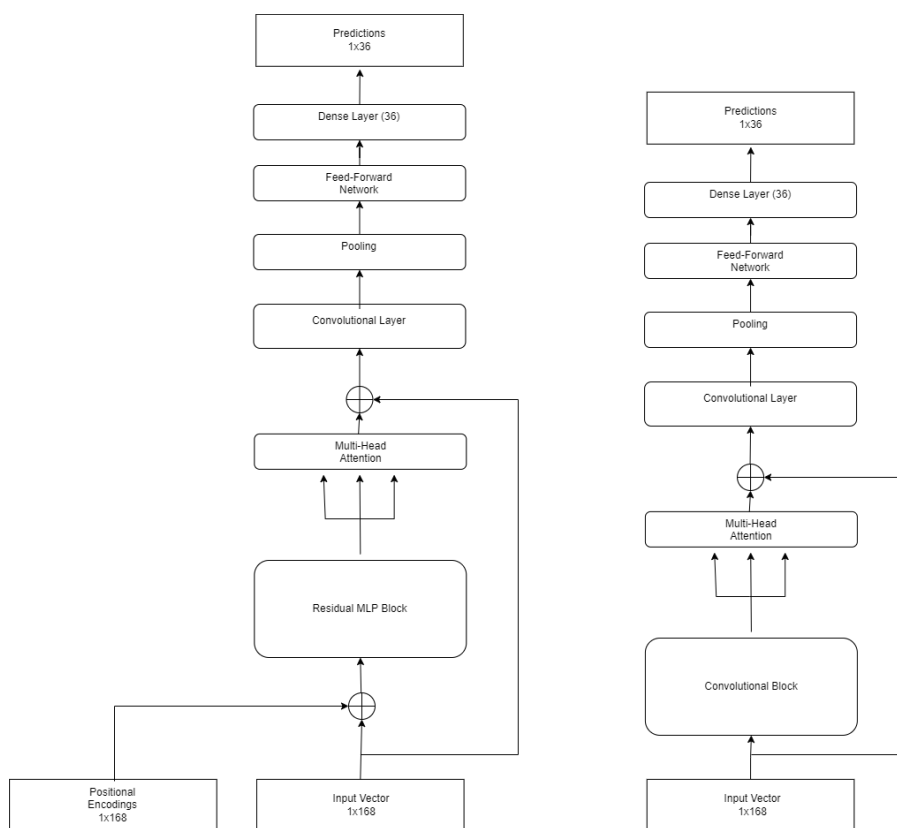 Predictions
1x36
Dense Layer (36)
Feed-Forward
Network
Pooling
Convolutional Layer
Multi-Head
Attention
Residual MLP Block
Positional
Encodings
1x168
Input Vector
1x168
Predictions
1x36
Dense Layer (36)
Feed-Forward
Network
Pooling
Convolutional Layer
Multi-Head
Attention
Convolutional Block
Input Vector
1x168